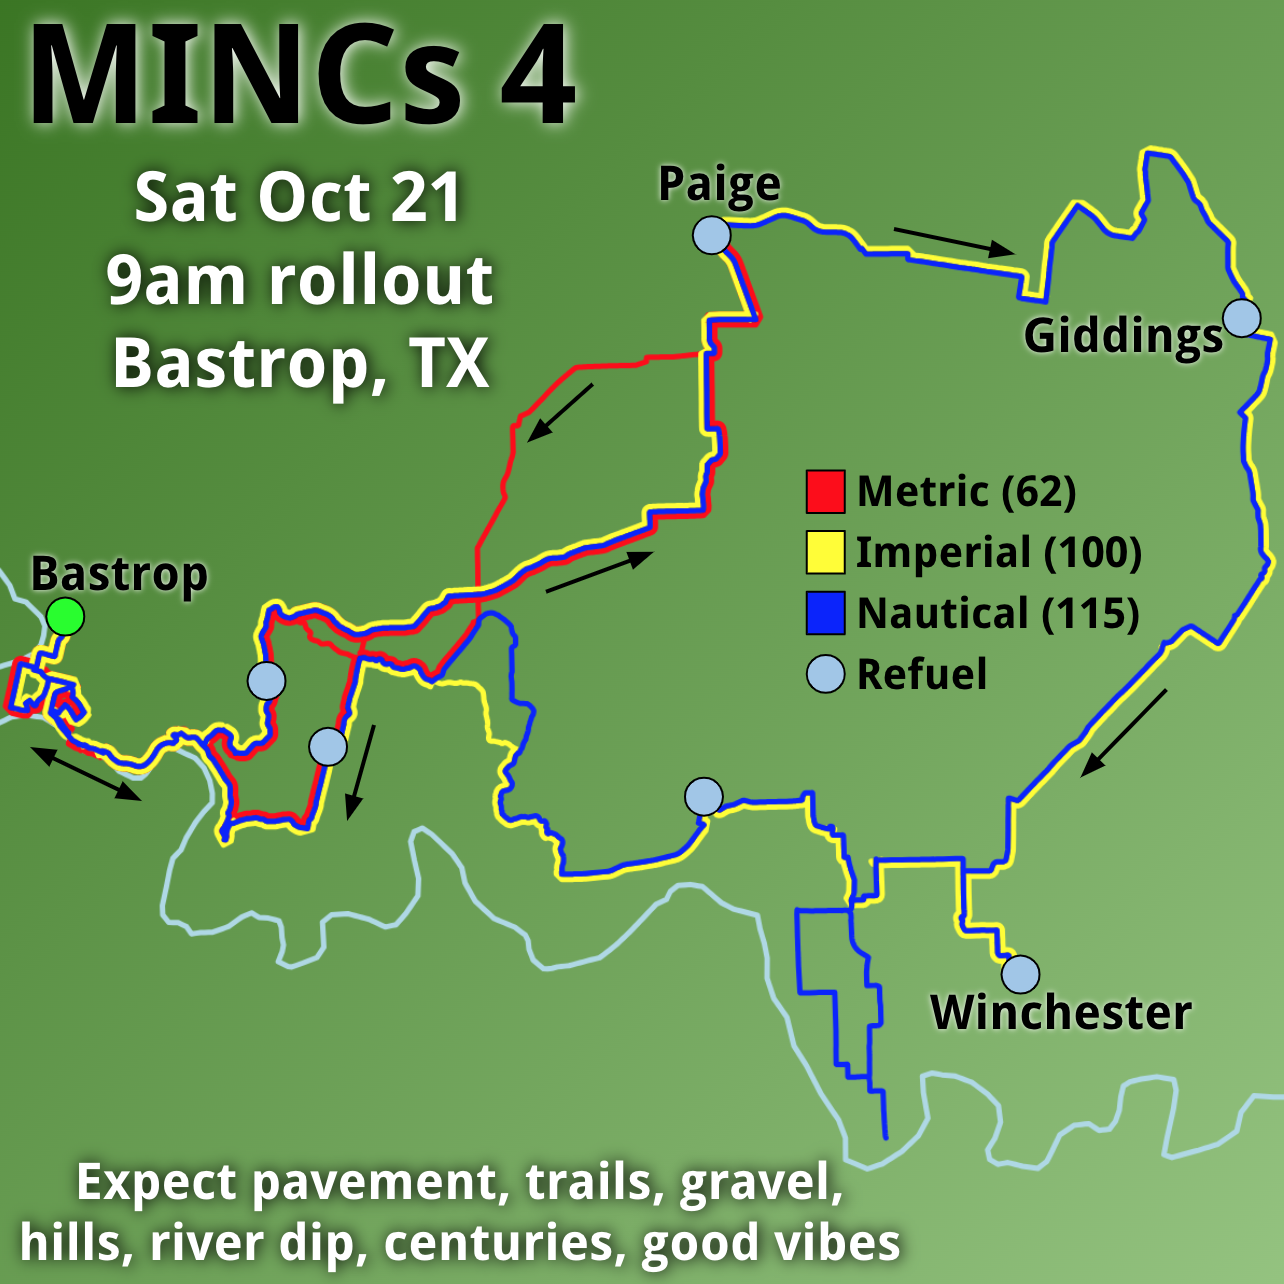 MINCs 4
Sat Oct 21
9am rollout
Bastrop, TX
Paige
Giddings
Metric (62)
Imperial (100)
Nautical (115)
Refuel
Bastrop
Winchester
Expect pavement, trails, gravel,
hills, river dip, centuries, good vibes